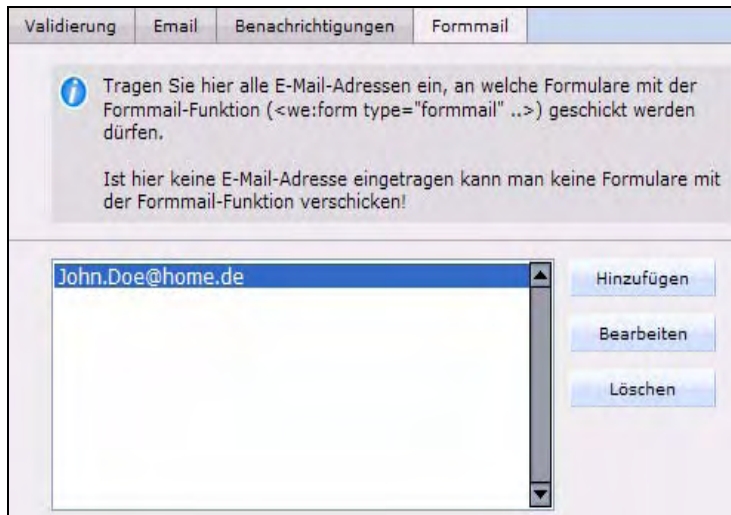 Validierung Email Benachrichtigungen Formmail
Tragen Sie hier alle E-Mail-Adressen ein, an welche Formulare mit der
Formmail-Funktion (<we:form type="formmail" ..>) geschickt werden
dürfen.
Ist hier keine E-Mail-Adresse eingetragen kann man keine Formulare mit
der Formmail-Funktion verschicken!
John.Doe@home.de
Hinzufügen
Bearbeiten
Löschen